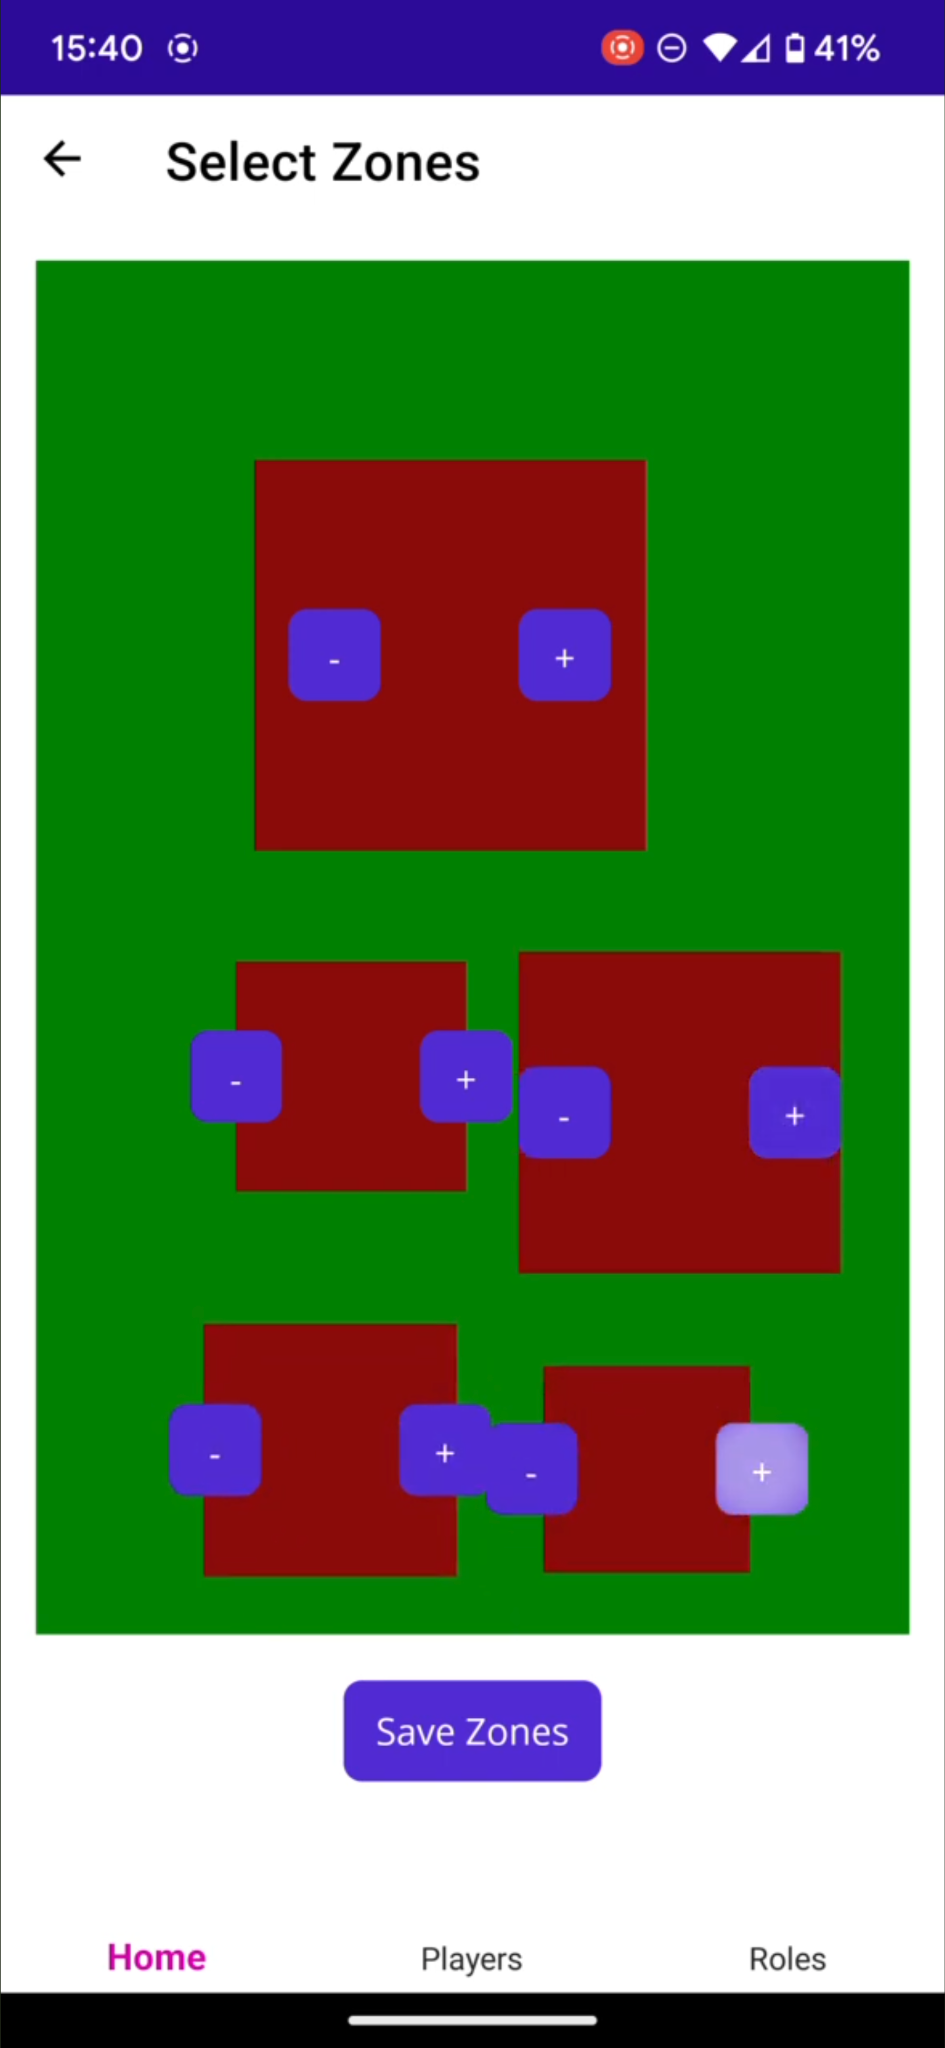 15:40 41%
Select Zones
- +
- +
- +
- +
- +
Save Zones
Home Players Roles